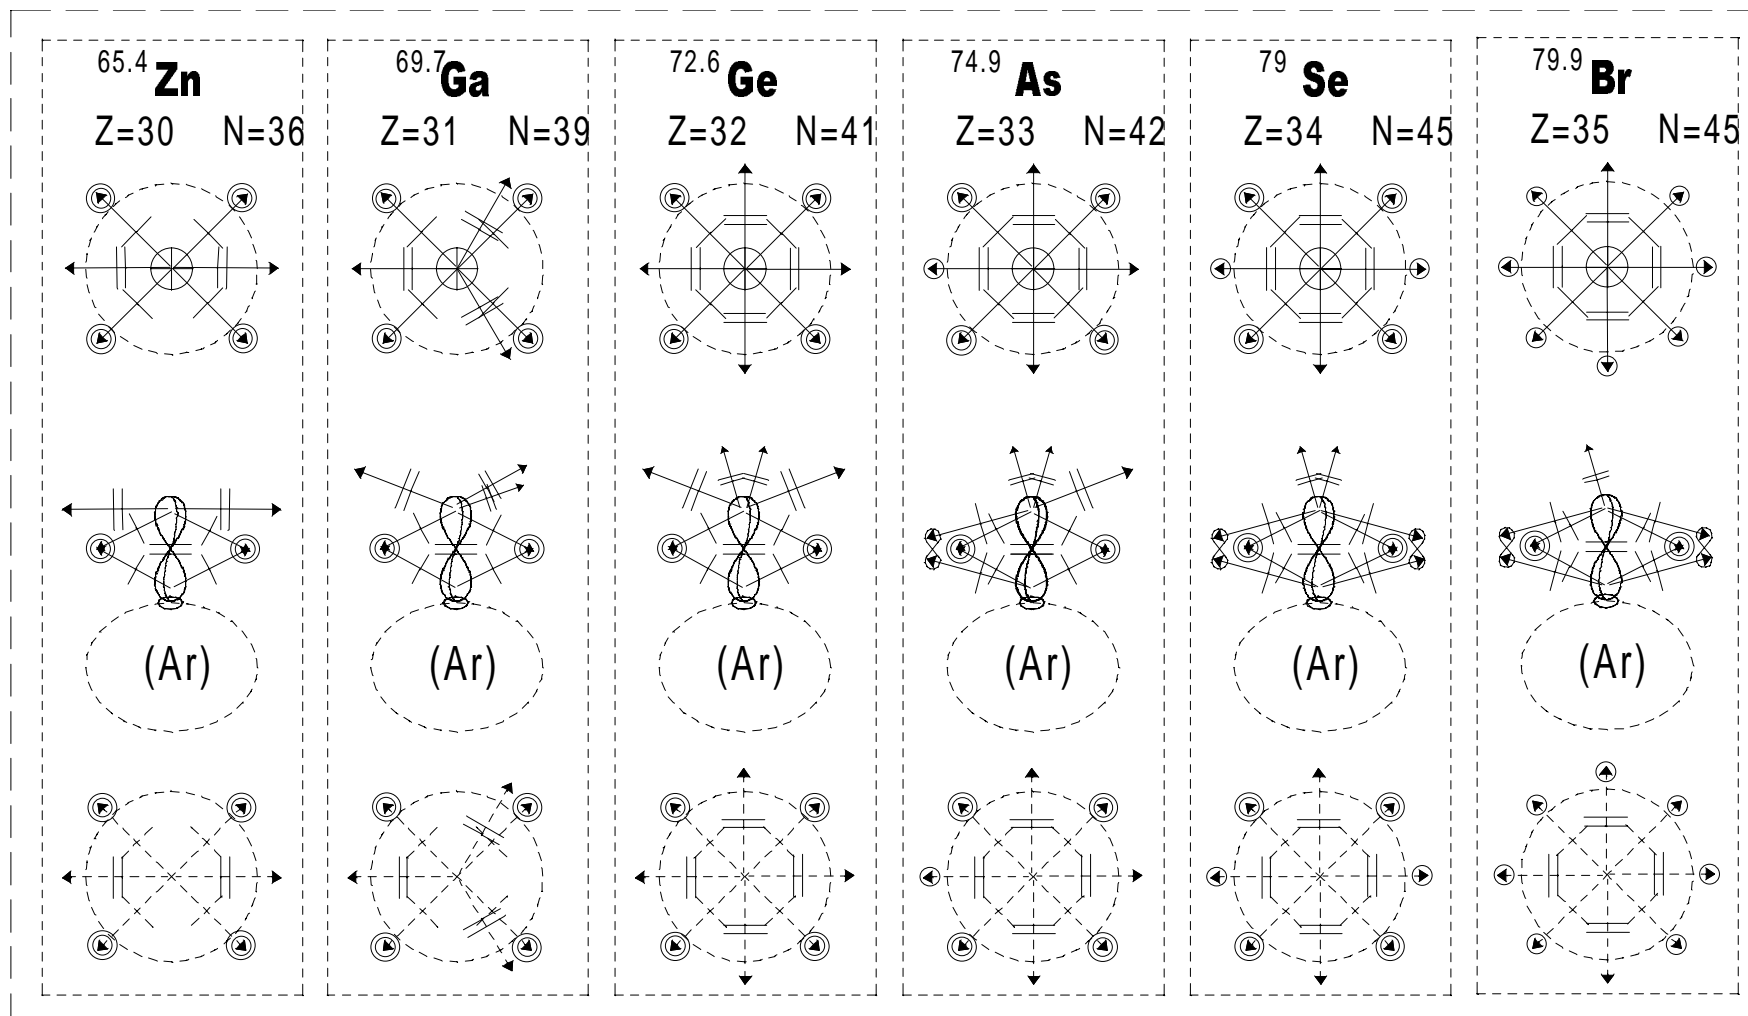 65.4 Zn
Z=30 N=36
(Ar)
69.7 Ga
Z=31 N=39
(Ar)
72.6 Ge
Z=32 N=41
(Ar)
74.9 As
Z=33 N=42
(Ar)
79 Se
Z=34 N=45
(Ar)
79.9 Br
Z=35 N=45
(Ar)